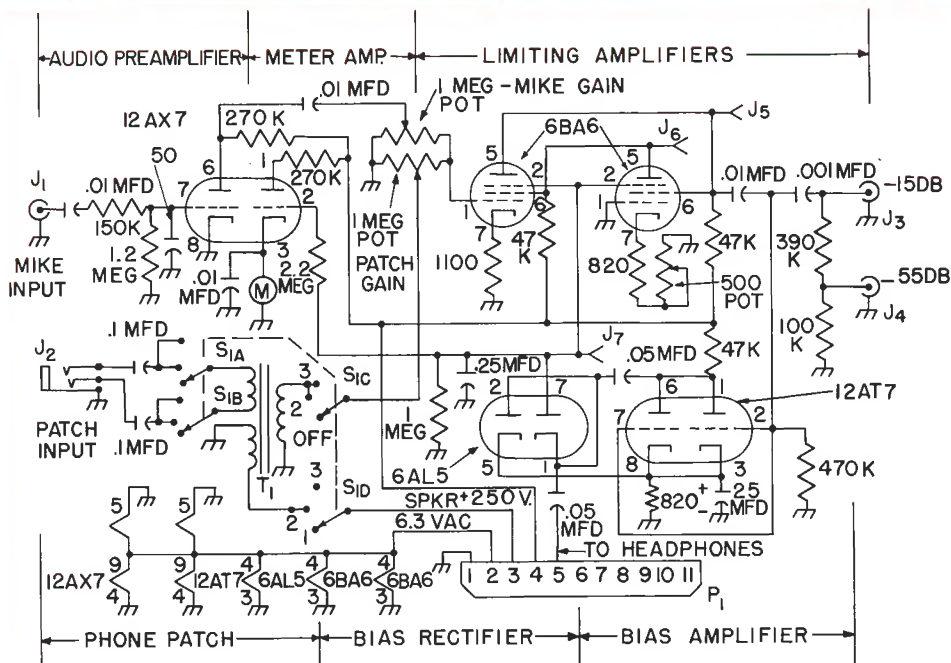 AUDIO PREAMPLIFIER METER AMP. LIMITING AMPLIFIERS
.01 MFD
1 MEG - MIKE GAIN
POT
12AX7
270 K
6BA6
J5
J6
50
6
1
270K
5
2
5
J1
.01 MFD
7
2
1
6
2
1
6
.01MFD
.001 MFD
-15DB
J3
150K
8
3
1 MEG
POT
PATCH
GAIN
7
47
K
7
47K
390
K
MIKE
INPUT
1.2
MEG
.01
MFD
M
2.2
MEG
1100
820
500
POT
-55DB
J4
100
K
.1 MFD
J7
47K
J2
S1A
S1B
3
2
OFF
S1C
.25MFD
.05MFD
2
7
6
1
12AT7
7
2
PATCH
INPUT
.1MFD
1
MEG
6AL5
5
1
8
3
470K
T1
3
2
1
S1D
SPKR
+250V.
6.3 VAC
.05
MFD
820
+
-
25
MFD
TO HEADPHONES
5
5
12AX7
9
4
12AT7
9
4
6AL5
4
3
6BA6
4
3
6BA6
4
3
1 2 3 4 5 6 7 8 9 10 11
P1
PHONE PATCH BIAS RECTIFIER BIAS AMPLIFIER